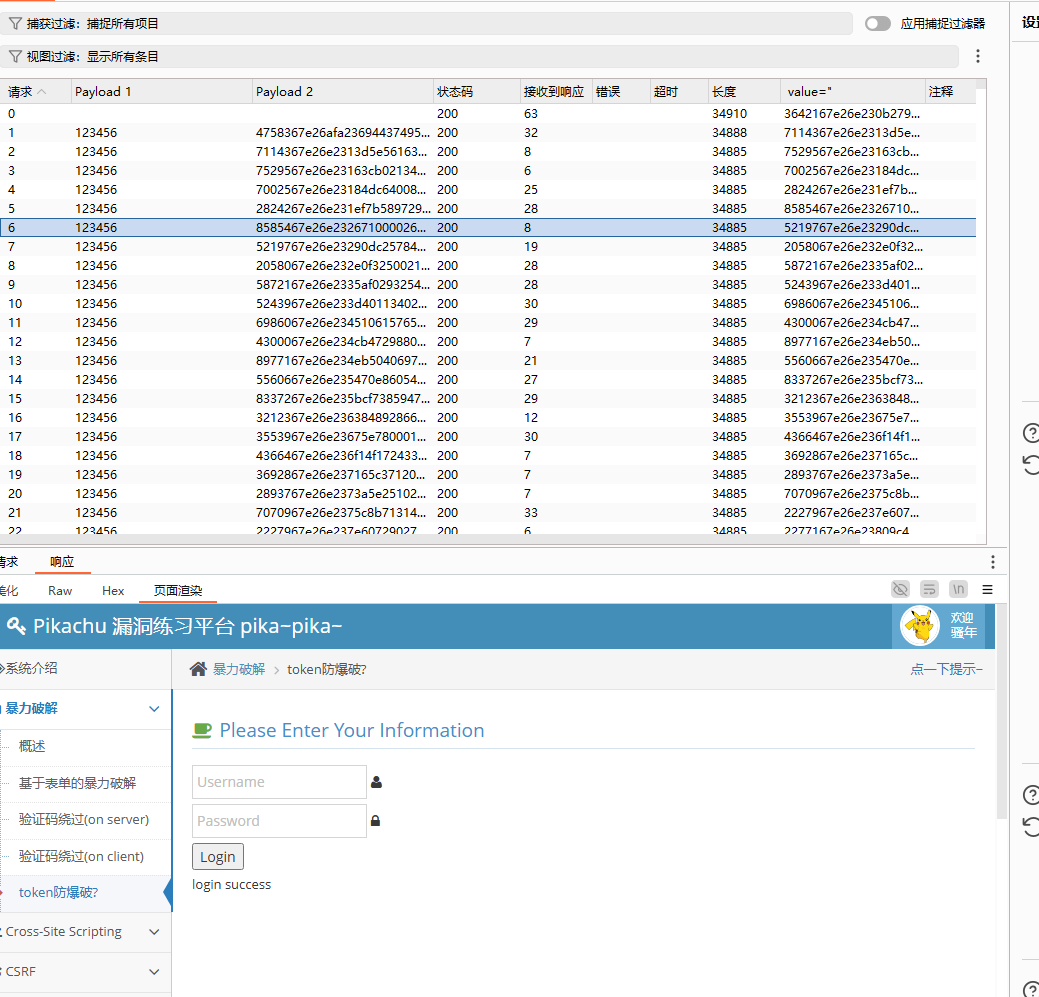 捕获过滤：捕捉所有项目
应用捕捉过滤器
视图过滤：显示所有条目
请求 Payload 1 Payload 2 状态码 接收到响应 错误 超时 长度 value=" 注释
0 200 63 34910 3642167e26e230b279...
1 123456 4758367e26afa23694437495... 200 32 34888 7114367e26e2313d5e...
2 123456 7114367e26e2313d5e56163... 200 8 34885 7529567e26e23163cb...
3 123456 7529567e26e23163cb02134... 200 6 34885 7002567e26e23184dc...
4 123456 7002567e26e23184dc64008... 200 25 34885 2824267e26e231ef7b...
5 123456 2824267e26e231ef7b589729... 200 28 34885 8585467e26e2326710...
6 123456 8585467e26e232671000026... 200 8 34885 5219767e26e23290dc...
7 123456 5219767e26e23290dc25784... 200 19 34885 2058067e26e232e0f32...
8 123456 2058067e26e232e0f3250021... 200 28 34885 5872167e26e2335af02...
9 123456 5872167e26e2335af0293254... 200 28 34885 5243967e26e233d401...
10 123456 5243967e26e233d40113402... 200 30 34885 6986067e26e2345106...
11 123456 6986067e26e234510615765... 200 29 34885 4300067e26e234cb47...
12 123456 4300067e26e234cb4729880... 200 7 34885 8977167e26e234eb50...
13 123456 8977167e26e234eb5040697... 200 21 34885 5560667e26e235470e...
14 123456 5560667e26e235470e86054... 200 27 34885 8337267e26e235bcf73...
15 123456 8337267e26e235bcf7385947... 200 29 34885 3212367e26e2363848...
16 123456 3212367e26e236384892866... 200 12 34885 3553967e26e23675e7...
17 123456 3553967e26e23675e780001... 200 30 34885 4366467e26e236f14f1...
18 123456 4366467e26e236f14f172433... 200 7 34885 3692867e26e237165c...
19 123456 3692867e26e237165c37120... 200 7 34885 2893767e26e2373a5e...
20 123456 2893767e26e2373a5e25102... 200 7 34885 7070967e26e2375c8b...
21 123456 7070967e26e2375c8b71314... 200 33 34885 2227967e26e237e607...
22 123456 2227967e26e237e60729027... 200 6 34885 2277167e26e23809c4...
响应
Raw Hex 页面渲染 \n
Pikachu 漏洞练习平台 pika~pika~
欢迎
骚年
系统介绍
暴力破解 > token防爆破?
点一下提示~
暴力破解
概述
基于表单的暴力破解
验证码绕过(on server)
验证码绕过(on client)
token防爆破?
Cross-Site Scripting
CSRF
Please Enter Your Information
Username
Password
Login
login success